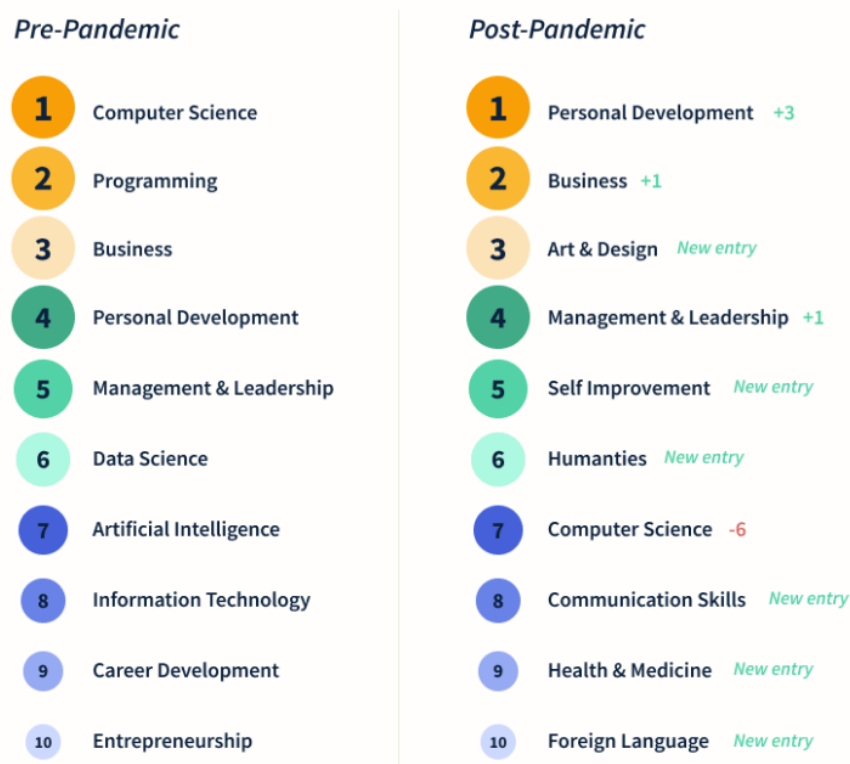 Pre-Pandemic
1 Computer Science
2 Programming
3 Business
4 Personal Development
5 Management & Leadership
6 Data Science
7 Artificial Intelligence
8 Information Technology
9 Career Development
10 Entrepreneurship
Post-Pandemic
1 Personal Development +3
2 Business +1
3 Art & Design New entry
4 Management & Leadership +1
5 Self Improvement New entry
6 Humanties New entry
7 Computer Science -6
8 Communication Skills New entry
9 Health & Medicine New entry
10 Foreign Language New entry